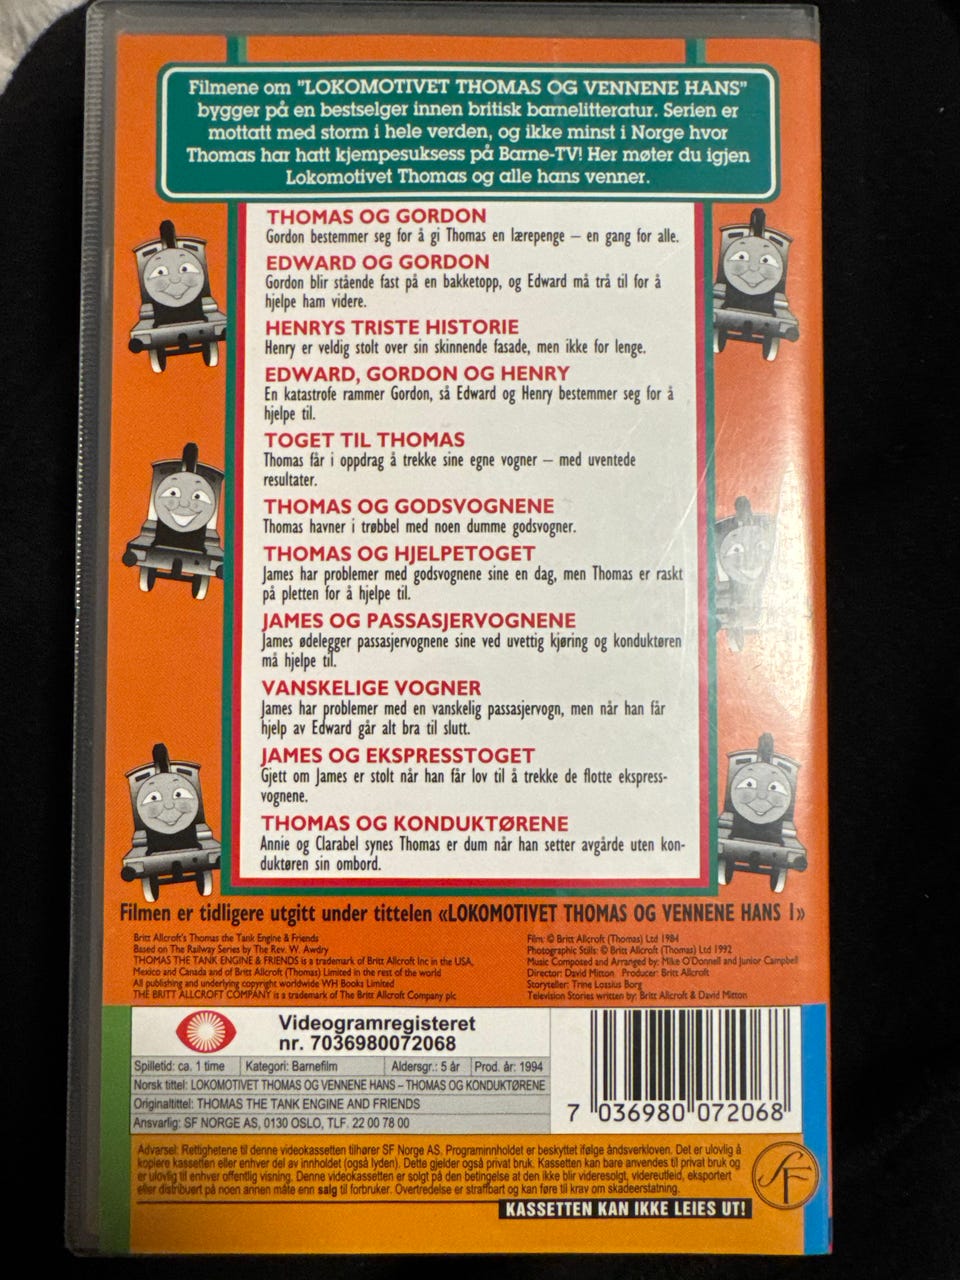 Filmene om "LOKOMOTIVET THOMAS OG VENNENE HANS"
bygger på en bestselger innen britisk barnelitteratur. Serien er
mottatt med storm i hele verden, og ikke minst i Norge hvor
Thomas har hatt kjempesuksess på Barne-TV! Her møter du igjen
Lokomotivet Thomas og alle hans venner.
THOMAS OG GORDON
Gordon bestemmer seg for å gi Thomas en lærepenge – en gang for alle.
EDWARD OG GORDON
Gordon blir stående fast på en bakketopp, og Edward må trå til for å
hjelpe ham videre.
HENRYS TRISTE HISTORIE
Henry er veldig stolt over sin skinnende fasade, men ikke for lenge.
EDWARD, GORDON OG HENRY
En katastrofe rammer Gordon, så Edward og Henry bestemmer seg for å
hjelpe til.
TOGET TIL THOMAS
Thomas får i oppdrag å trekke sine egne vogner – med uventede
resultater.
THOMAS OG GODSVOGNENE
Thomas havner i trøbbel med noen dumme godsvogner.
THOMAS OG HJELPETOGET
James har problemer med godsvognene sine en dag, men Thomas er raskt
på pletten for å hjelpe til.
JAMES OG PASSASJERVOGNENE
James ødelegger passasjervognene sine ved uvettig kjøring og konduktøren
må hjelpe til.
VANSKELIGE VOGNER
James har problemer med en vanskelig passasjervogn, men når han får
hjelp av Edward går alt bra til slutt.
JAMES OG EKSPRESSTOGET
Gjett om James er stolt når han får lov til å trekke de flotte ekspress-
vognene.
THOMAS OG KONDUKTØRENE
Annie og Clarabel synes Thomas er dum når han setter avgårde uten kon-
duktøren sin ombord.
Filmen er tidligere utgitt under tittelen «LOKOMOTIVET THOMAS OG VENNENE HANS I»
Britt Allcroft's Thomas the Tank Engine & Friends
Based on The Railway Series by The Rev. W. Awdry
THOMAS THE TANK ENGINE & FRIENDS is a trademark of Britt Allcroft Inc in the USA,
Mexico and Canada and of Britt Allcroft (Thomas) Limited in the rest of the world
All publishing and underlying copyright worldwide WH Books Limited
THE BRITT ALLCROFT COMPANY is a trademark of The Britt Allcroft Company plc
Film: © Britt Allcroft (Thomas) Ltd 1984
Photographic Stills: © Britt Allcroft (Thomas) Ltd 1992
Music Composed and Arranged by: Mike O'Donnell and Junior Campbell
Director: David Mitton Producer: Britt Allcroft
Storyteller: Trine Lossius Borg
Television Stories written by: Britt Allcroft & David Mitton
Videogramregisteret
nr. 7036980072068
Spilletid: ca. 1 time Kategori: Barnefilm Aldersgr.: 5 år Prod. år: 1994
Norsk tittel: LOKOMOTIVET THOMAS OG VENNENE HANS – THOMAS OG KONDUKTØRENE
Originaltittel: THOMAS THE TANK ENGINE AND FRIENDS
Ansvarlig: SF NORGE AS, 0130 OSLO, TLF. 22 00 78 00
7 036980 072068
Advarsel: Rettighetene til denne videokassetten tilhører SF Norge AS. Programinnholdet er beskyttet ifølge åndsverkloven. Det er ulovlig å
kopiere kassetten eller enhver del av innholdet (også lyden). Dette gjelder også privat bruk. Kassetten kan bare anvendes til privat bruk og
er ulovlig til enhver offentlig visning. Denne videokassetten er solgt på den betingelse at den ikke blir videresolgt, videreutleid, eksportert
eller distribuert på noen annen måte enn salg til forbruker. Overtredelse er straffbart og kan føre til krav om skadeerstatning.
SF
KASSETTEN KAN IKKE LEIES UT!